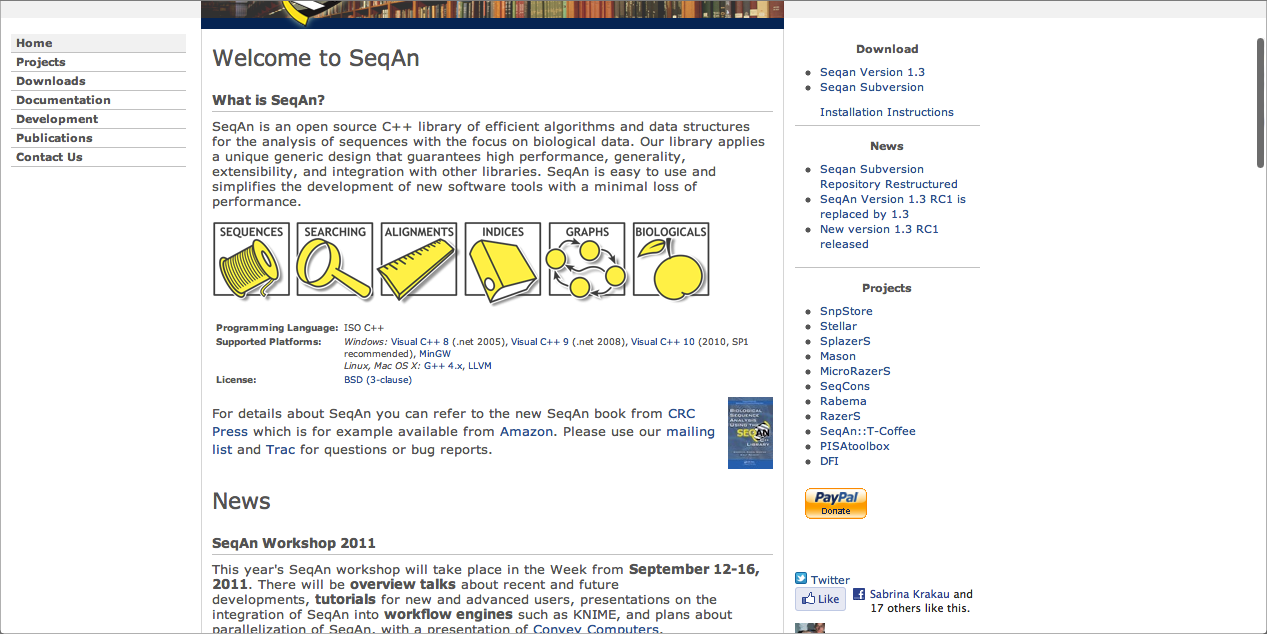 Home
Projects
Downloads
Documentation
Development
Publications
Contact Us
Welcome to SeqAn
What is SeqAn?
SeqAn is an open source C++ library of efficient algorithms and data structures
for the analysis of sequences with the focus on biological data. Our library applies
a unique generic design that guarantees high performance, generality,
extensibility, and integration with other libraries. SeqAn is easy to use and
simplifies the development of new software tools with a minimal loss of
performance.
SEQUENCES SEARCHING ALIGNMENTS INDICES GRAPHS BIOLOGICALS
Programming Language: ISO C++
Supported Platforms: Windows: Visual C++ 8 (.net 2005), Visual C++ 9 (.net 2008), Visual C++ 10 (2010, SP1
recommended), MinGW
Linux, Mac OS X: G++ 4.x, LLVM
License: BSD (3-clause)
For details about SeqAn you can refer to the new SeqAn book from CRC
Press which is for example available from Amazon. Please use our mailing
list and Trac for questions or bug reports.
BIOLOGICAL
SEQUENCE
ANALYSIS
USING THE
SEQAN
C++
LIBRARY
News
SeqAn Workshop 2011
This year's SeqAn workshop will take place in the Week from September 12-16,
2011. There will be overview talks about recent and future
developments, tutorials for new and advanced users, presentations on the
integration of SeqAn into workflow engines such as KNIME, and plans about
parallelization of SeqAn, with a presentation of Convey Computers.
Download
Seqan Version 1.3
Seqan Subversion
Installation Instructions
News
Seqan Subversion
Repository Restructured
SeqAn Version 1.3 RC1 is
replaced by 1.3
New version 1.3 RC1
released
Projects
SnpStore
Stellar
SplazerS
Mason
MicroRazerS
SeqCons
Rabema
RazerS
SeqAn::T-Coffee
PISAtoolbox
DFI
PayPal
Donate
Twitter
Like Sabrina Krakau and
17 others like this.